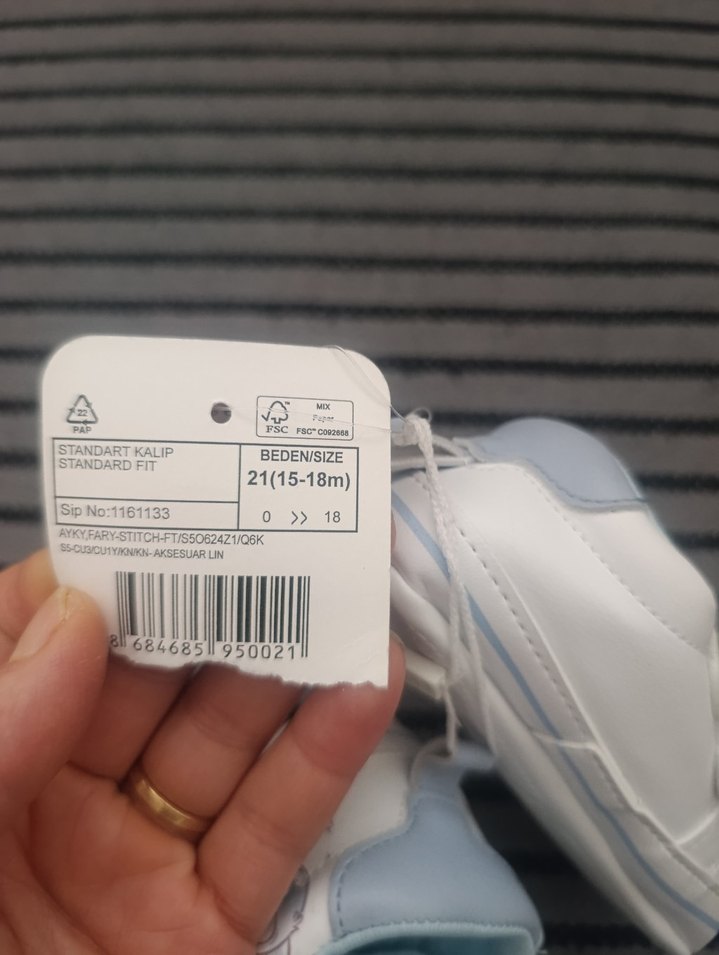 22
PAP
FSC
MIX
Paper
FSC™ C092668
STANDART KALIP
STANDARD FIT
BEDEN/SIZE
21(15-18m)
Sip No:1161133
0 >> 18
AYKY,FARY-STITCH-FT/S5O624Z1/Q6K
S5-CU3/CU1Y/KN/KN- AKSESUAR LIN
8 684685 950021